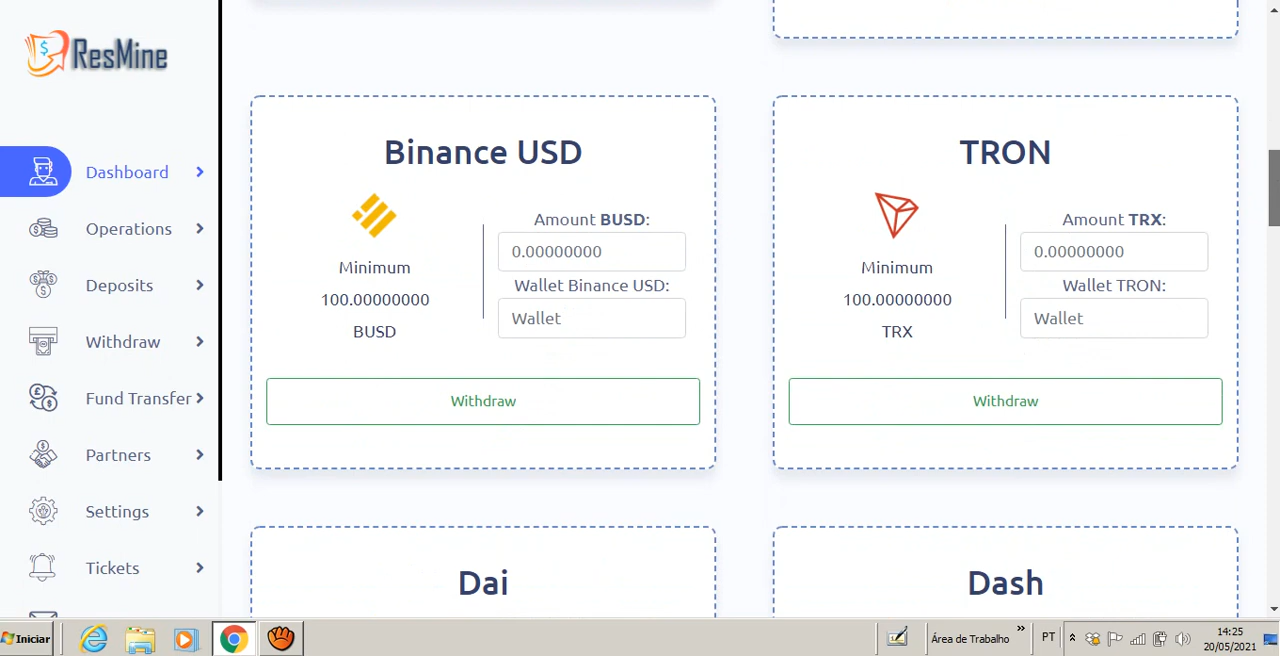 ResMine
Dashboard
Operations
Deposits
Withdraw
Fund Transfer
Partners
Settings
Tickets
Binance USD
Minimum
100.00000000
BUSD
Amount BUSD:
0.00000000
Wallet Binance USD:
Wallet
Withdraw
TRON
Minimum
100.00000000
TRX
Amount TRX:
0.00000000
Wallet TRON:
Wallet
Withdraw
Dai
Dash
Iniciar
Área de Trabalho
PT
14:25
20/05/2021